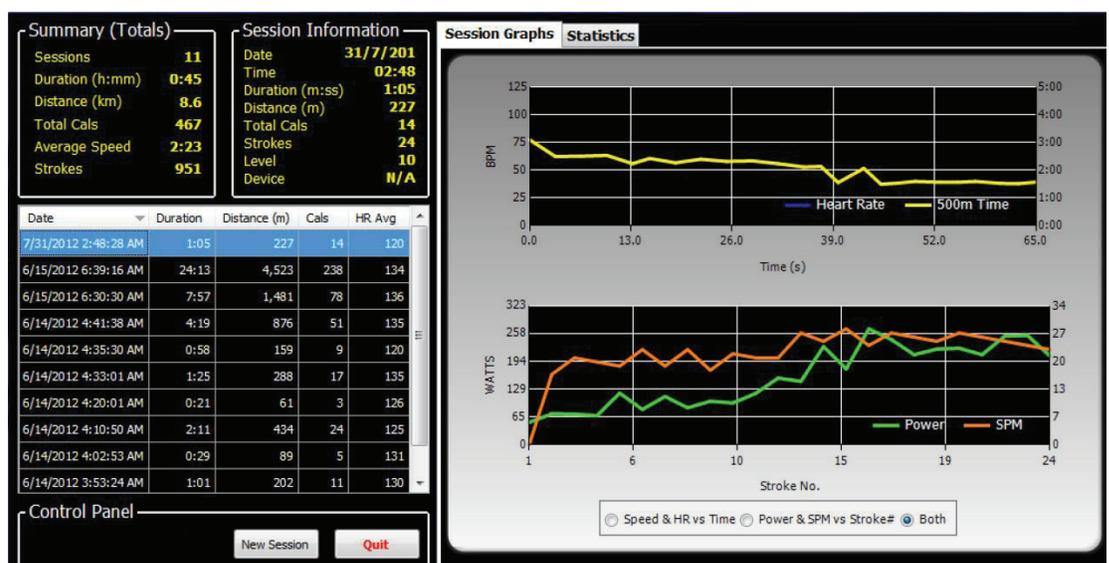 Summary (Totals)
Sessions 11
Duration (h:mm) 0:45
Distance (km) 8.6
Total Cals 467
Average Speed 2:23
Strokes 951
Session Information
Date 31/7/201
Time 02:48
Duration (m:ss) 1:05
Distance (m) 227
Total Cals 14
Strokes 24
Level 10
Device N/A
Date Duration Distance (m) Cals HR Avg
7/31/2012 2:48:28 AM 1:05 227 14 120
6/15/2012 6:39:16 AM 24:13 4,523 238 134
6/15/2012 6:30:30 AM 7:57 1,481 78 136
6/14/2012 4:41:38 AM 4:19 876 51 135
6/14/2012 4:35:30 AM 0:58 159 9 120
6/14/2012 4:33:01 AM 1:25 288 17 135
6/14/2012 4:20:01 AM 0:21 61 3 126
6/14/2012 4:10:50 AM 2:11 434 24 125
6/14/2012 4:02:53 AM 0:29 89 5 131
6/14/2012 3:53:24 AM 1:01 202 11 130
Control Panel
New Session Quit
Session Graphs Statistics
125 5:00
100 4:00
75 3:00
BPM
50 2:00
25 1:00
Heart Rate 500m Time
0 0:00
0.0 13.0 26.0 39.0 52.0 65.0
Time (s)
323 34
258 27
194 20
WATTS
129 13
65 7
Power SPM
0 0
1 6 10 15 19 24
Stroke No.
Speed & HR vs Time Power & SPM vs Stroke# Both